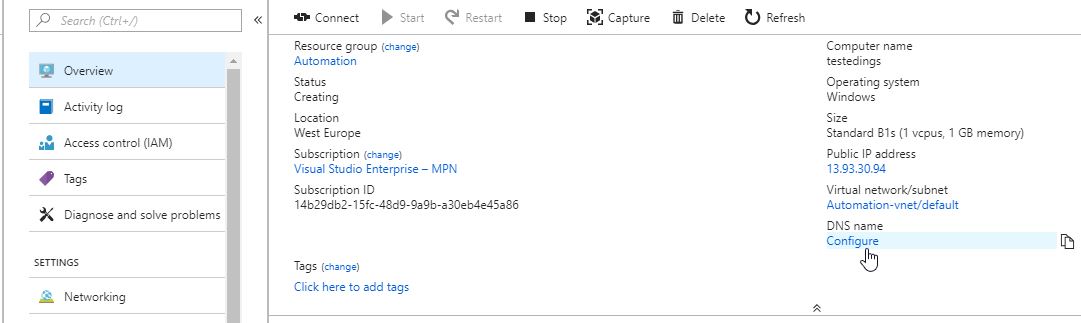 Search (Ctrl+/)
«
Overview
Activity log
Access control (IAM)
Tags
Diagnose and solve problems
SETTINGS
Networking
Connect Start Restart Stop Capture Delete Refresh
Resource group (change)
Automation
Status
Creating
Location
West Europe
Subscription (change)
Visual Studio Enterprise – MPN
Subscription ID
14b29db2-15fc-48d9-9a9b-a30eb4e45a86
Computer name
testedings
Operating system
Windows
Size
Standard B1s (1 vcpus, 1 GB memory)
Public IP address
13.93.30.94
Virtual network/subnet
Automation-vnet/default
DNS name
Configure
Tags (change)
Click here to add tags